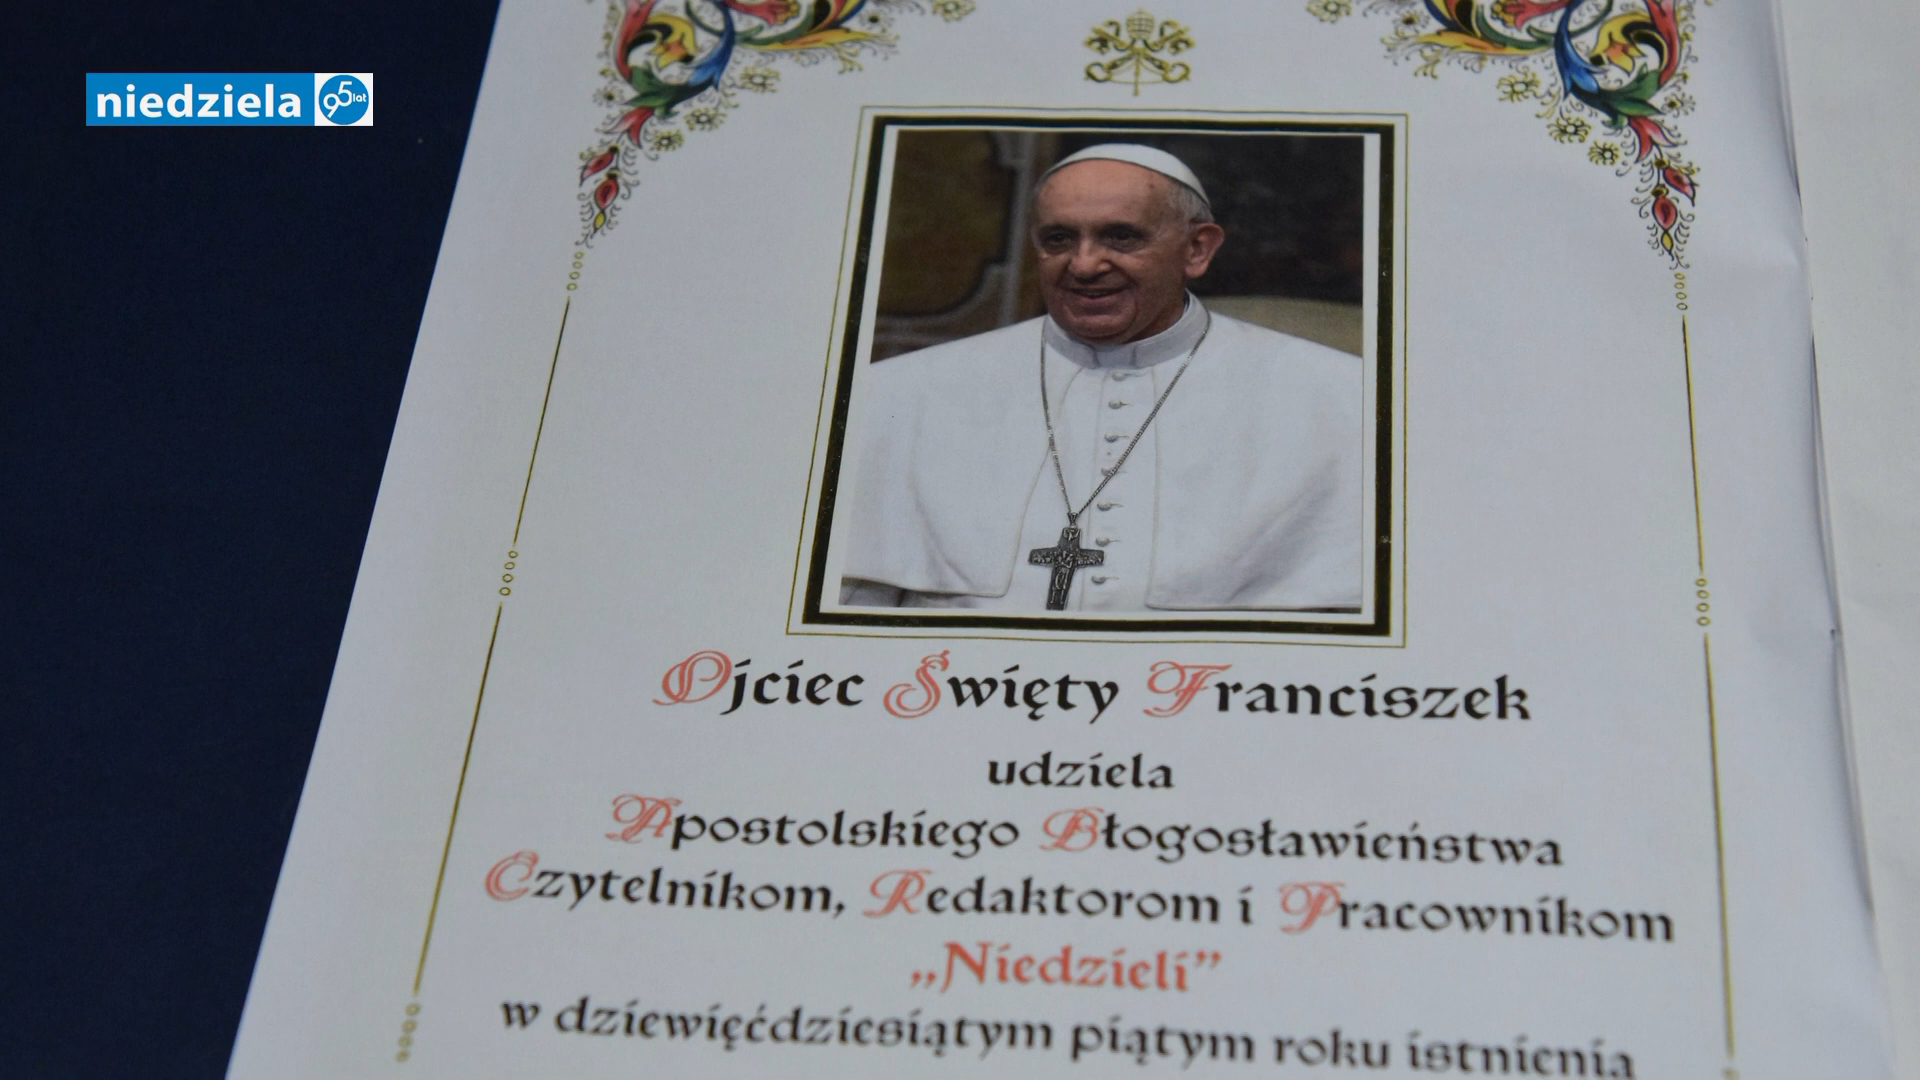 niedziela 95 lat
Ojciec Święty Franciszek
udziela
Apostolskiego Błogosławieństwa
Czytelnikom, Redaktorom i Pracownikom
„Niedzieli”
w dziewięćdziesiątym piątym roku istnienia